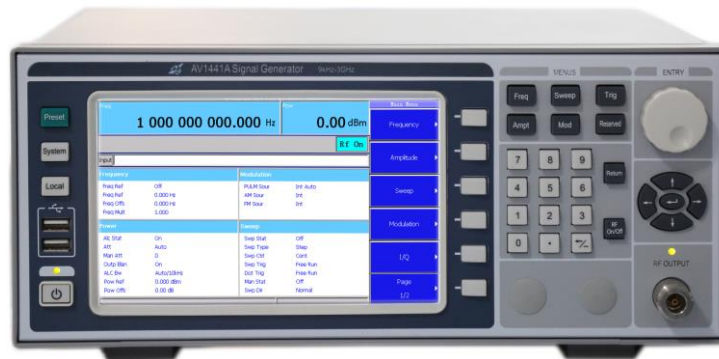 AV1441A Signal Generator 9kHz-3GHz
MENUS
ENTRY
Preset
System
Local
Freq
1 000 000 000.000 Hz
0.00 dBm
Rf On
Input
Frequency
Freq Ref Off
Freq Ref 0.000 Hz
Freq Offs 0.000 Hz
Freq Mult 1.000
Modulation
PULM Sour Int Auto
AM Sour Int
FM Sour Int
Power
Alc Stat On
Att Auto
Man Att 0
Outp Blan On
ALC Bw Auto/10kHz
Pow Ref 0.000 dBm
Pow Offs 0.00 dB
Sweep
Swp Stat Off
Swp Type Step
Swp Cnt Cont
Swp Trig Free Run
Dot Trig Free Run
Man Stat Off
Swp Dir Normal
Main Menu
Frequency
Amplitude
Sweep
Modulation
I/Q
Page
1/2
Freq Sweep Trig
Ampt Mod Reserved
7 8 9
Return
4 5 6
1 2 3
RF
On/Off
0 .
RF OUTPUT